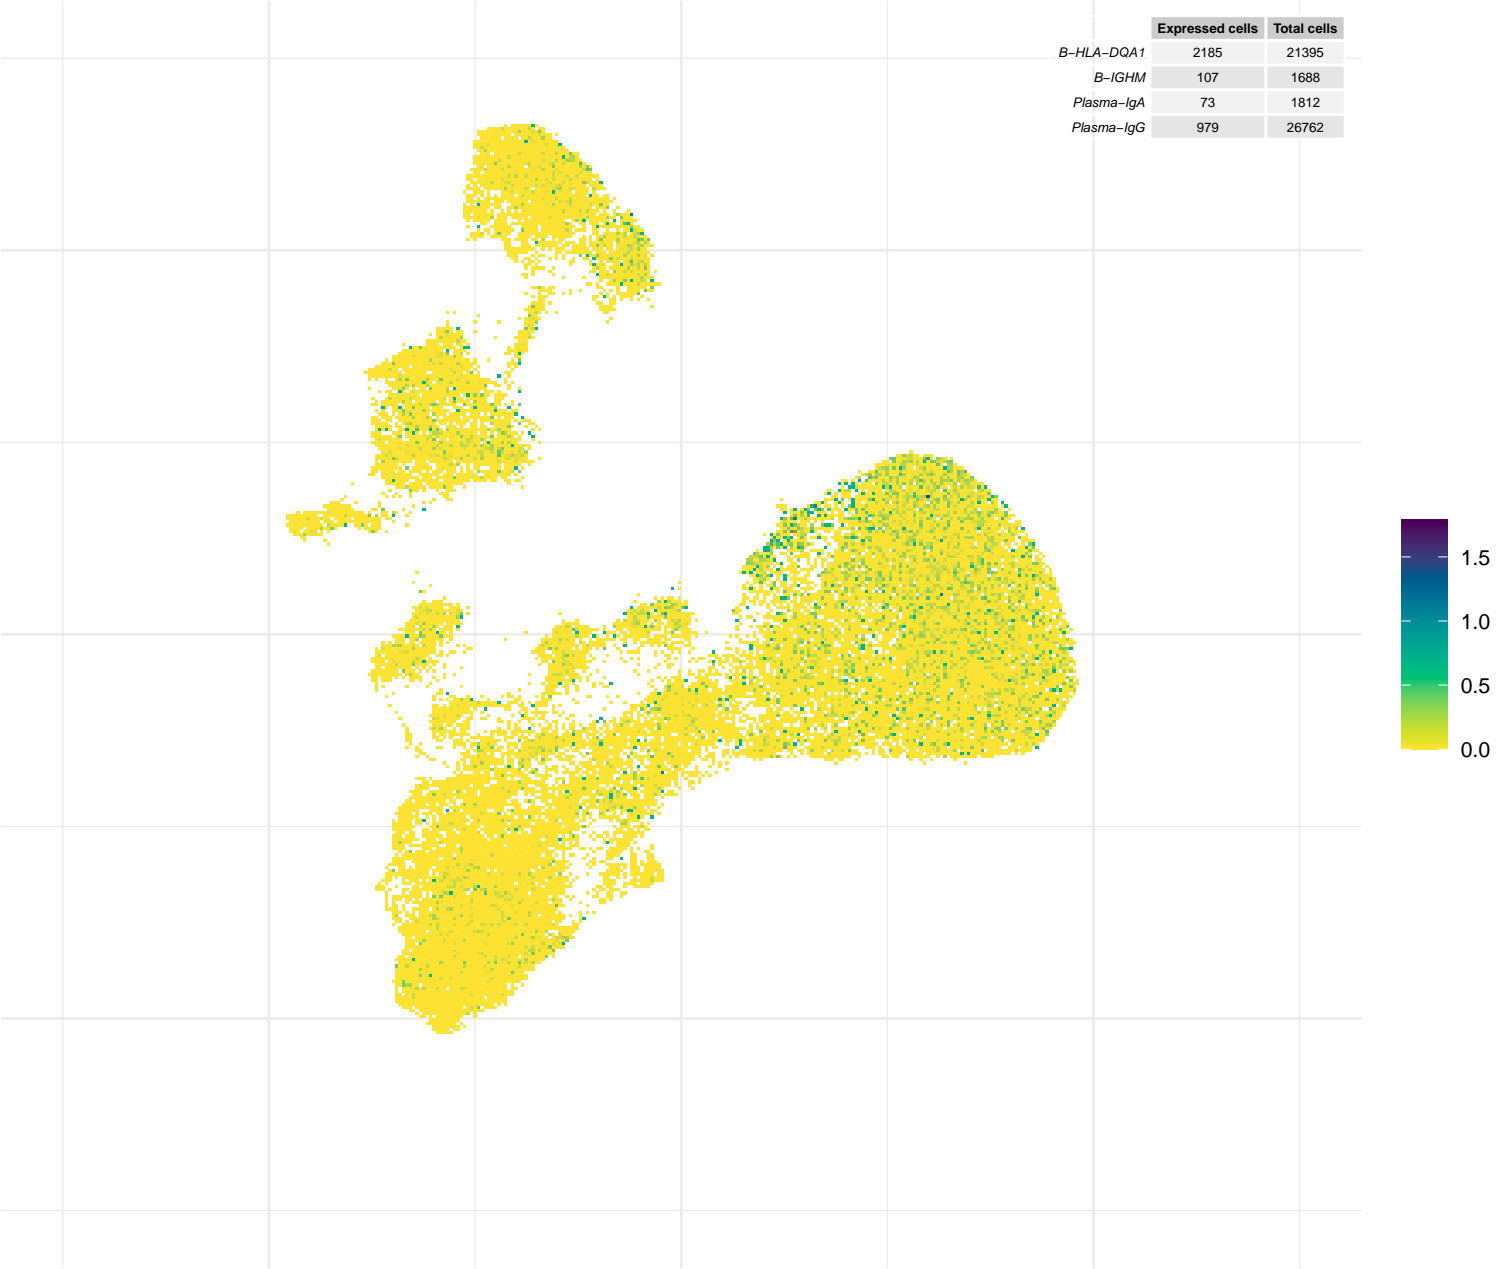 Expressed cells Total cells
B−HLA−DQA1 2185 21395
B−IGHM 107 1688
Plasma−IgA 73 1812
Plasma−IgG 979 26762
1.5
1.0
0.5
0.0